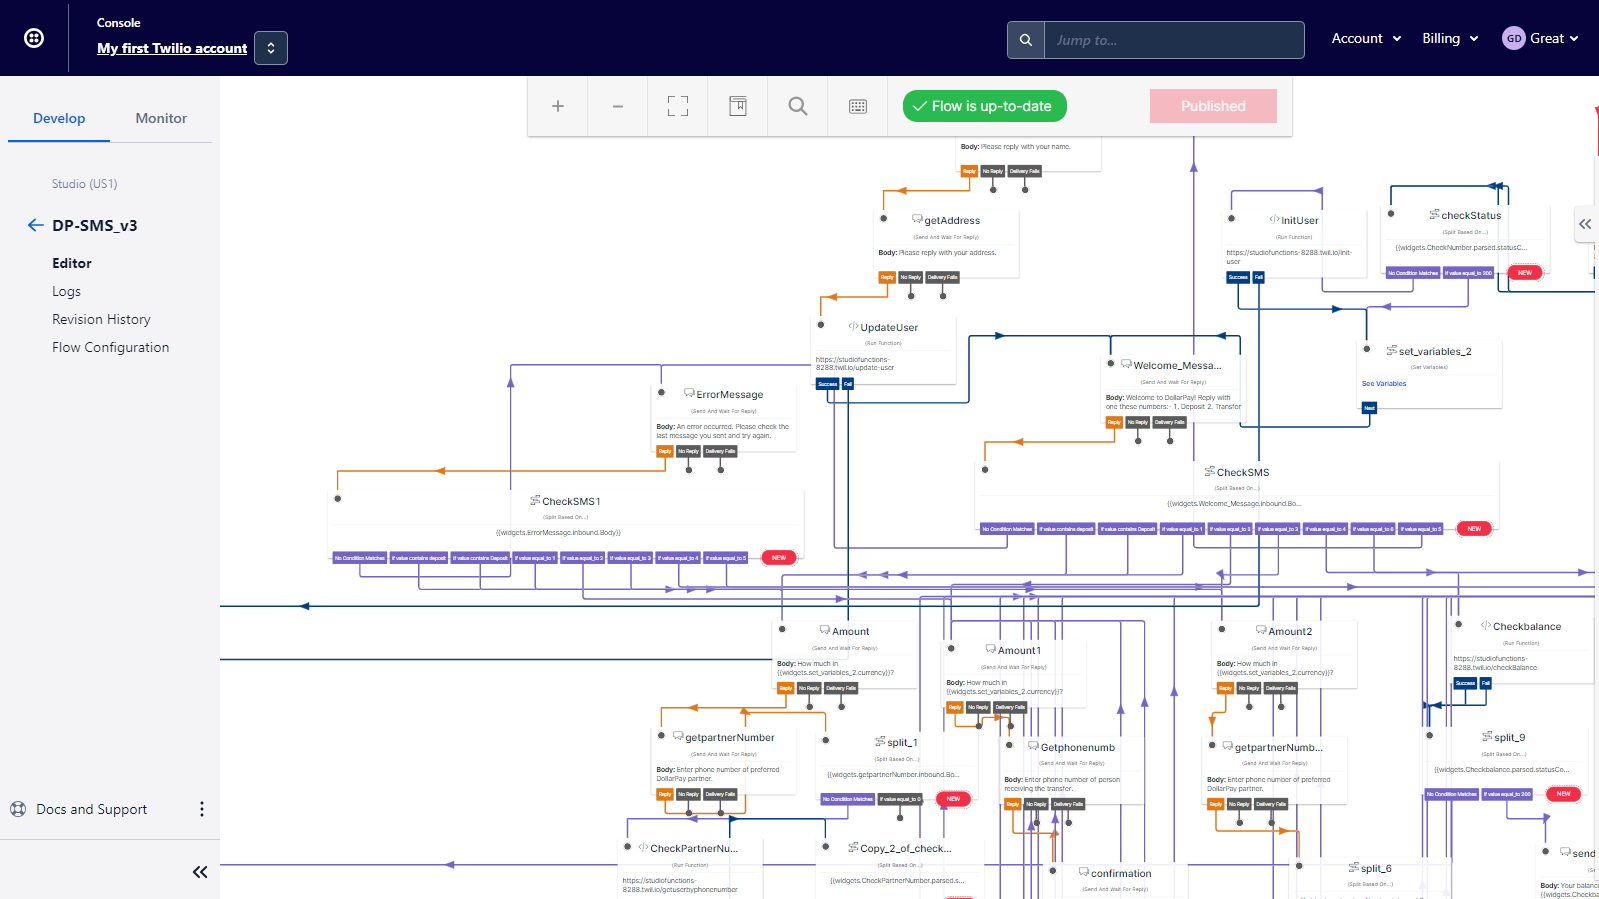 Console
My first Twilio account
Jump to...
Account
Billing
GD
Great
Develop
Monitor
Studio (US1)
DP-SMS_v3
Editor
Logs
Revision History
Flow Configuration
Docs and Support
Flow is up-to-date
Published
Body: Please reply with your name.
Reply No Reply Delivery Fails
getAddress
(Send And Wait For Reply)
Body: Please reply with your address.
Reply No Reply Delivery Fails
UpdateUser
(Run Function)
https://studiofunctions-
8288.twil.io/update-user
Success Fail
InitUser
(Run Function)
https://studiofunctions-8288.twil.io/init-
user
Success Fail
checkStatus
(Split Based On...)
{{widgets.CheckNumber.parsed.statusC...
No Condition Matches If value equal_to 200 NEW
set_variables_2
(Set Variables)
See Variables
Next
Welcome_Messa...
(Send And Wait For Reply)
Body: Welcome to DollarPay! Reply with
one these numbers:- 1. Deposit 2. Transfer
Reply No Reply Delivery Fails
ErrorMessage
(Send And Wait For Reply)
Body: An error occurred. Please check the
last message you sent and try again.
Reply No Reply Delivery Fails
CheckSMS
(Split Based On...)
{{widgets.Welcome_Message.inbound.Bo...
No Condition Matches If value contains deposit If value contains Deposit If value equal_to 1 If value equal_to 2 If value equal_to 3 If value equal_to 4 If value equal_to 6 If value equal_to 5 NEW
CheckSMS1
(Split Based On...)
{{widgets.ErrorMessage.inbound.Body}}
No Condition Matches If value contains deposit If value contains Deposit If value equal_to 1 If value equal_to 2 If value equal_to 3 If value equal_to 4 If value equal_to 5 NEW
Amount
(Send And Wait For Reply)
Body: How much in
{{widgets.set_variables_2.currency}}?
Reply No Reply Delivery Fails
Amount1
(Send And Wait For Reply)
Body: How much in
{{widgets.set_variables_2.currency}}?
Reply No Reply Delivery Fails
Amount2
(Send And Wait For Reply)
Body: How much in
{{widgets.set_variables_2.currency}}?
Reply No Reply Delivery Fails
Checkbalance
(Run Function)
https://studiofunctions-
8288.twil.io/checkBalance
Success Fail
getpartnerNumber
(Send And Wait For Reply)
Body: Enter phone number of preferred
DollarPay partner.
Reply No Reply Delivery Fails
split_1
(Split Based On...)
{{widgets.getpartnerNumber.inbound.Bo...
No Condition Matches If value equal_to 0 NEW
Getphonenumb
(Send And Wait For Reply)
Body: Enter phone number of person
receiving the transfer.
Reply No Reply Delivery Fails
getpartnerNumb...
(Send And Wait For Reply)
Body: Enter phone number of preferred
DollarPay partner.
Reply No Reply Delivery Fails
split_9
(Split Based On...)
{{widgets.Checkbalance.parsed.statusCo...
No Condition Matches If value equal_to 200 NEW
CheckPartnerNu...
(Run Function)
https://studiofunctions-
8288.twil.io/getuserbyphonenumber
Copy_2_of_check...
(Split Based On...)
{{widgets.CheckPartnerNumber.parsed.s...
confirmation
(Send And Wait For Reply)
split_6
(Split Based On...)
send
Body: Your balanc
{{widgets.Checkba